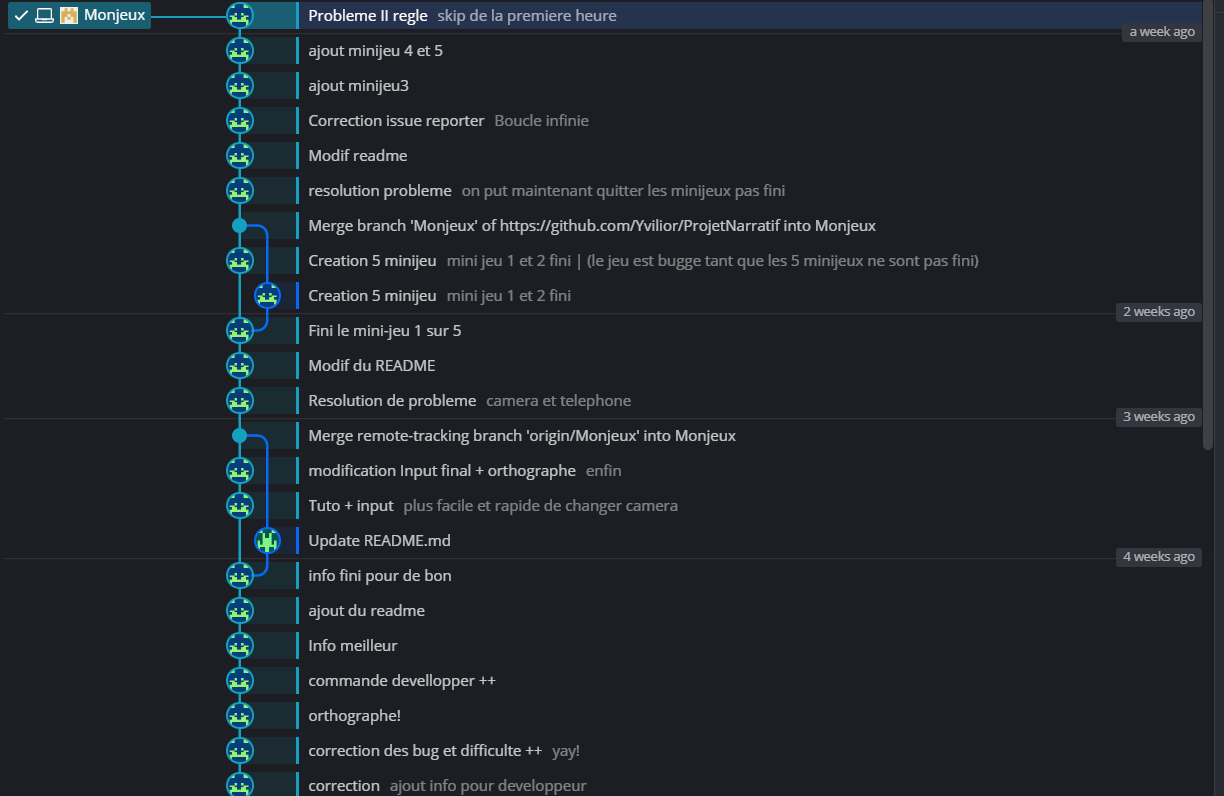 Monjeux Probleme II regle skip de la premiere heure
a week ago
ajout minijeu 4 et 5
ajout minijeu3
Correction issue reporter Boucle infinie
Modif readme
resolution probleme on put maintenant quitter les minijeux pas fini
Merge branch 'Monjeux' of https://github.com/Yvilior/ProjetNarratif into Monjeux
Creation 5 minijeu mini jeu 1 et 2 fini | (le jeu est bugge tant que les 5 minijeux ne sont pas fini)
Creation 5 minijeu mini jeu 1 et 2 fini
2 weeks ago
Fini le mini-jeu 1 sur 5
Modif du README
Resolution de probleme camera et telephone
3 weeks ago
Merge remote-tracking branch 'origin/Monjeux' into Monjeux
modification Input final + orthographe enfin
Tuto + input plus facile et rapide de changer camera
Update README.md
4 weeks ago
info fini pour de bon
ajout du readme
Info meilleur
commande devellopper ++
orthographe!
correction des bug et difficulte ++ yay!
correction ajout info pour developpeur